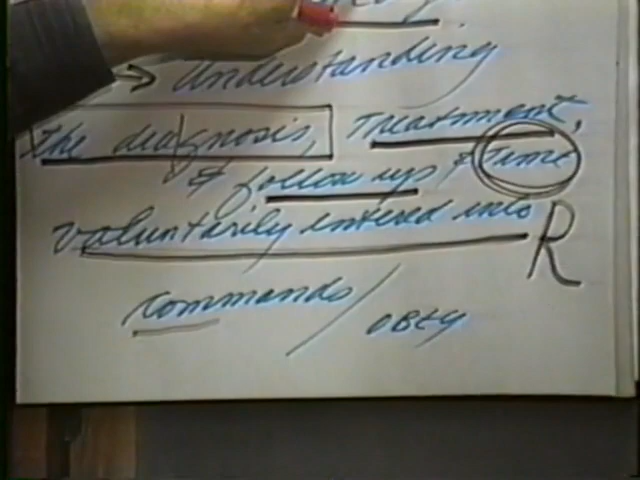 Understanding
the diagnosis, Treatment,
& follow up & Time
Voluntarily entered into R
Commands / OBEY